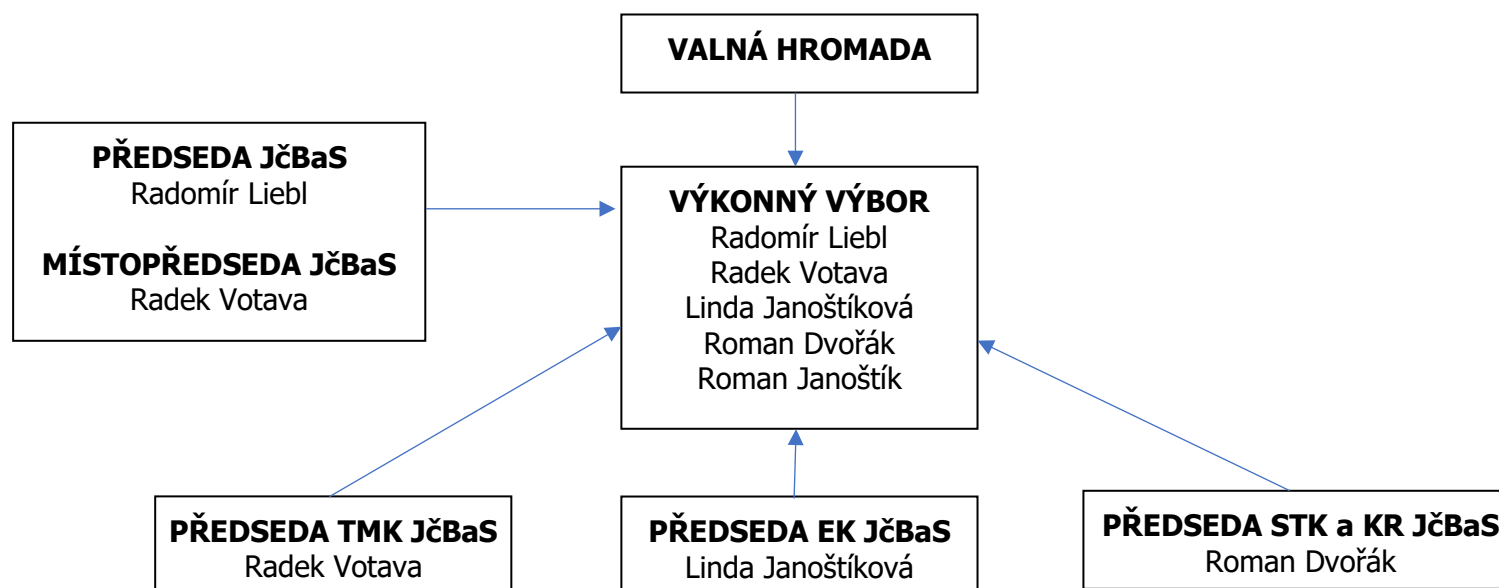 VALNÁ HROMADA
PŘEDSEDA JčBaS
Radomír Liebl
MÍSTOPŘEDSEDA JčBaS
Radek Votava
VÝKONNÝ VÝBOR
Radomír Liebl
Radek Votava
Linda Janoštíková
Roman Dvořák
Roman Janoštík
PŘEDSEDA TMK JčBaS
Radek Votava
PŘEDSEDA EK JčBaS
Linda Janoštíková
PŘEDSEDA STK a KR JčBaS
Roman Dvořák